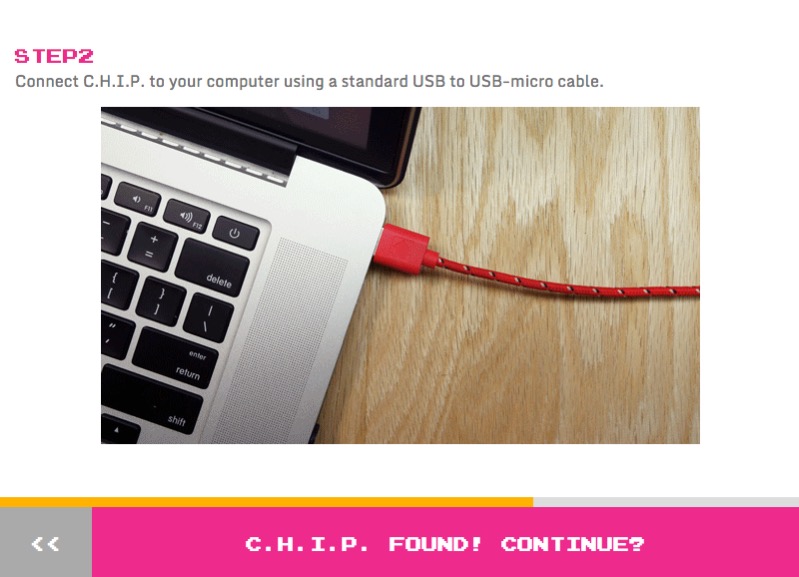 STEP2
Connect C.H.I.P. to your computer using a standard USB to USB-micro cable.
F11
F12
– + =
delete
{ [ } ] | \
" '
enter
return
shift
<< C.H.I.P. FOUND! CONTINUE?